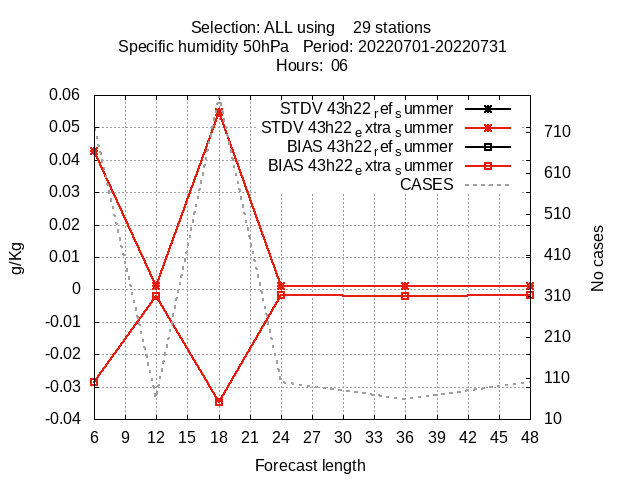 Selection: ALL using 29 stations
Specific humidity 50hPa Period: 20220701-20220731
Hours: 06
STDV 43h22_ref_summer
STDV 43h22_extra_summer
BIAS 43h22_ref_summer
BIAS 43h22_extra_summer
CASES
0.06
0.05
0.04
0.03
0.02
0.01
0
-0.01
-0.02
-0.03
-0.04
g/Kg
710
610
510
410
310
210
110
10
No cases
6 9 12 15 18 21 24 27 30 33 36 39 42 45 48
Forecast length